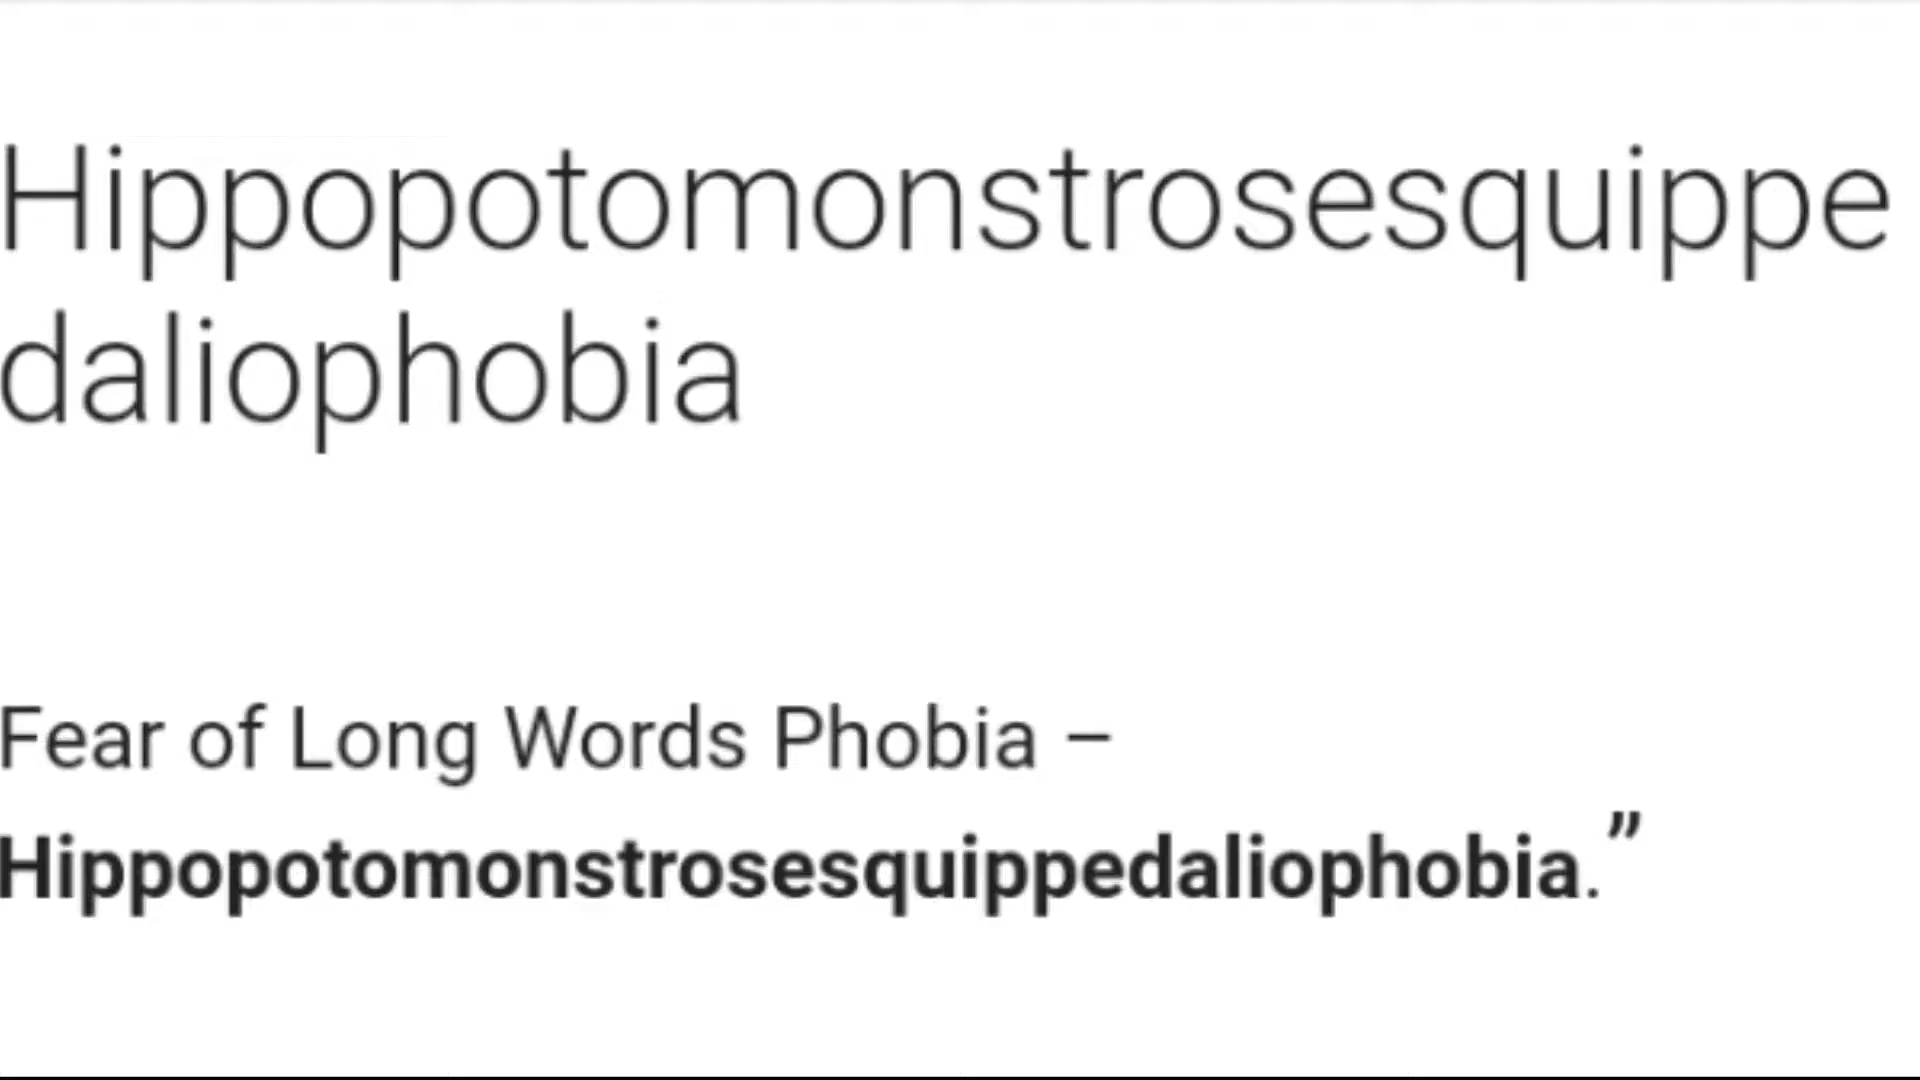 Hippopotomonstrosesquippe
daliophobia
Fear of Long Words Phobia –
Hippopotomonstrosesquippedaliophobia.”